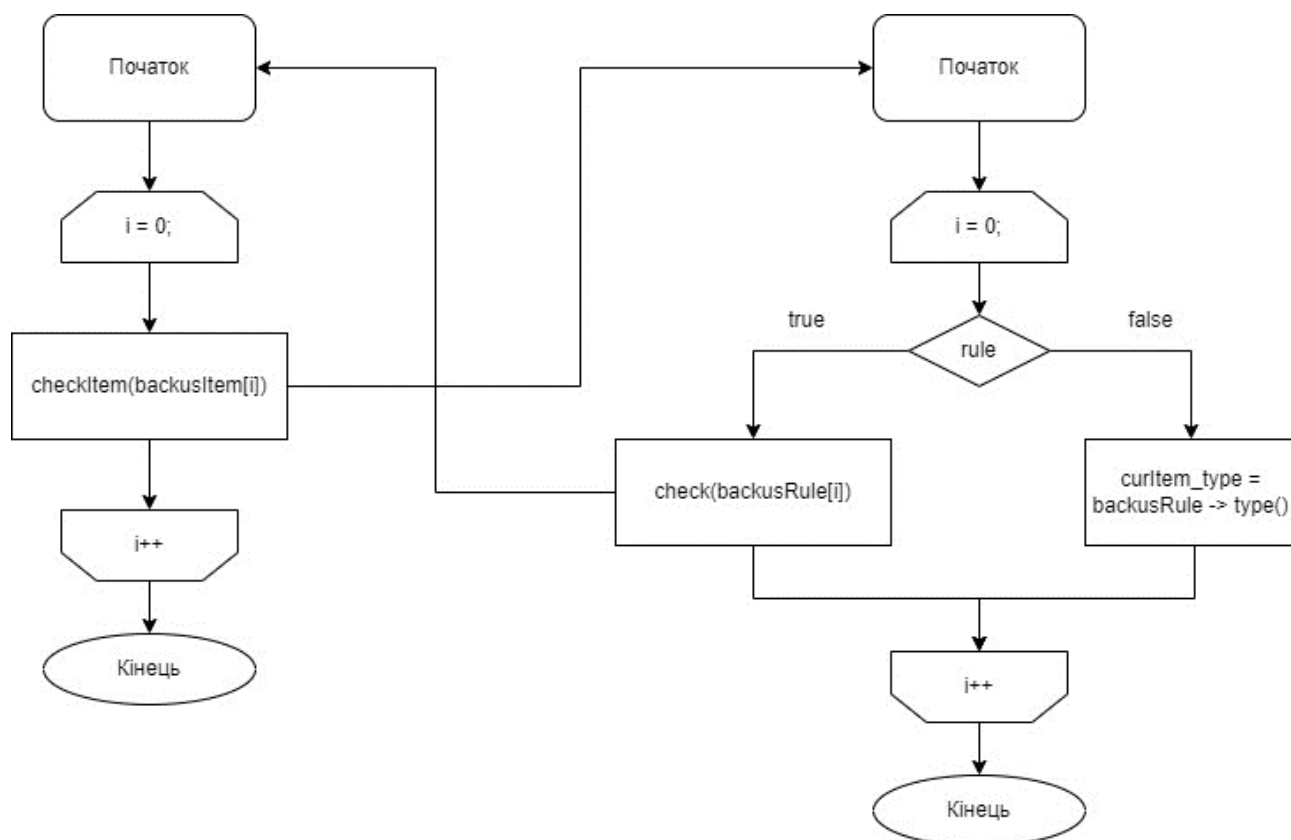 Початок
i = 0;
checkItem(backusItem[i])
i++
Кінець
Початок
i = 0;
true
false
rule
check(backusRule[i])
curItem_type =
backusRule -> type()
i++
Кінець